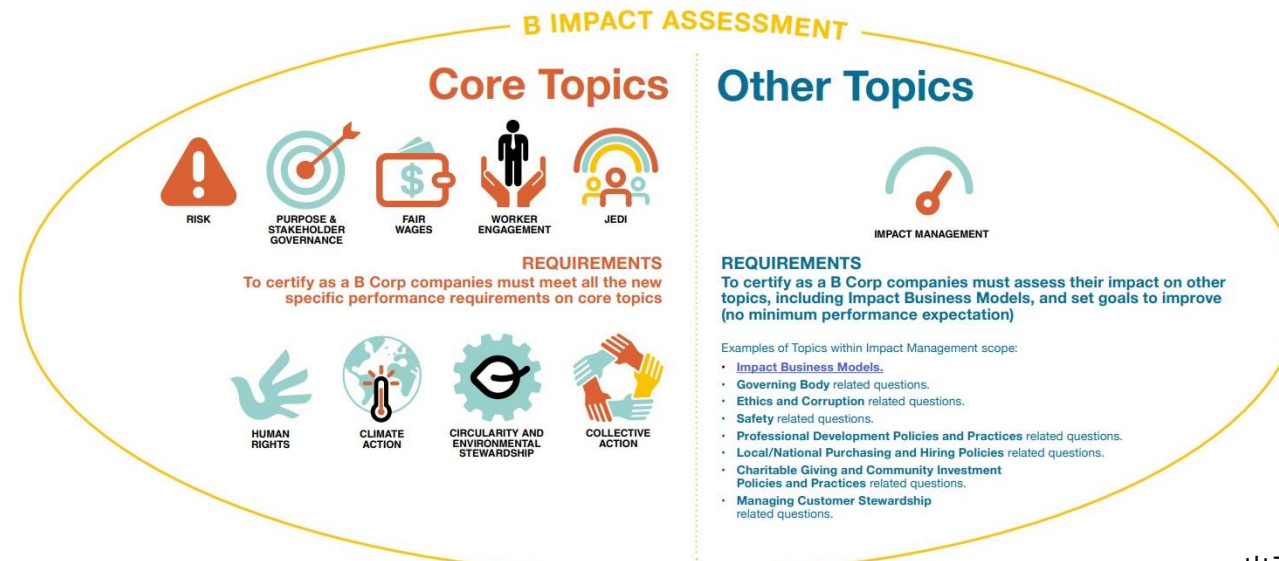 B IMPACT ASSESSMENT
Core Topics
RISK
PURPOSE &
STAKEHOLDER
GOVERNANCE
FAIR
WAGES
WORKER
ENGAGEMENT
JEDI
REQUIREMENTS
To certify as a B Corp companies must meet all the new
specific performance requirements on core topics
HUMAN
RIGHTS
CLIMATE
ACTION
CIRCULARITY AND
ENVIRONMENTAL
STEWARDSHIP
COLLECTIVE
ACTION
Other Topics
IMPACT MANAGEMENT
REQUIREMENTS
To certify as a B Corp companies must assess their impact on other
topics, including Impact Business Models, and set goals to improve
(no minimum performance expectation)
Examples of Topics within Impact Management scope:
• Impact Business Models.
• Governing Body related questions.
• Ethics and Corruption related questions.
• Safety related questions.
• Professional Development Policies and Practices related questions.
• Local/National Purchasing and Hiring Policies related questions.
• Charitable Giving and Community Investment
Policies and Practices related questions.
• Managing Customer Stewardship
related questions.